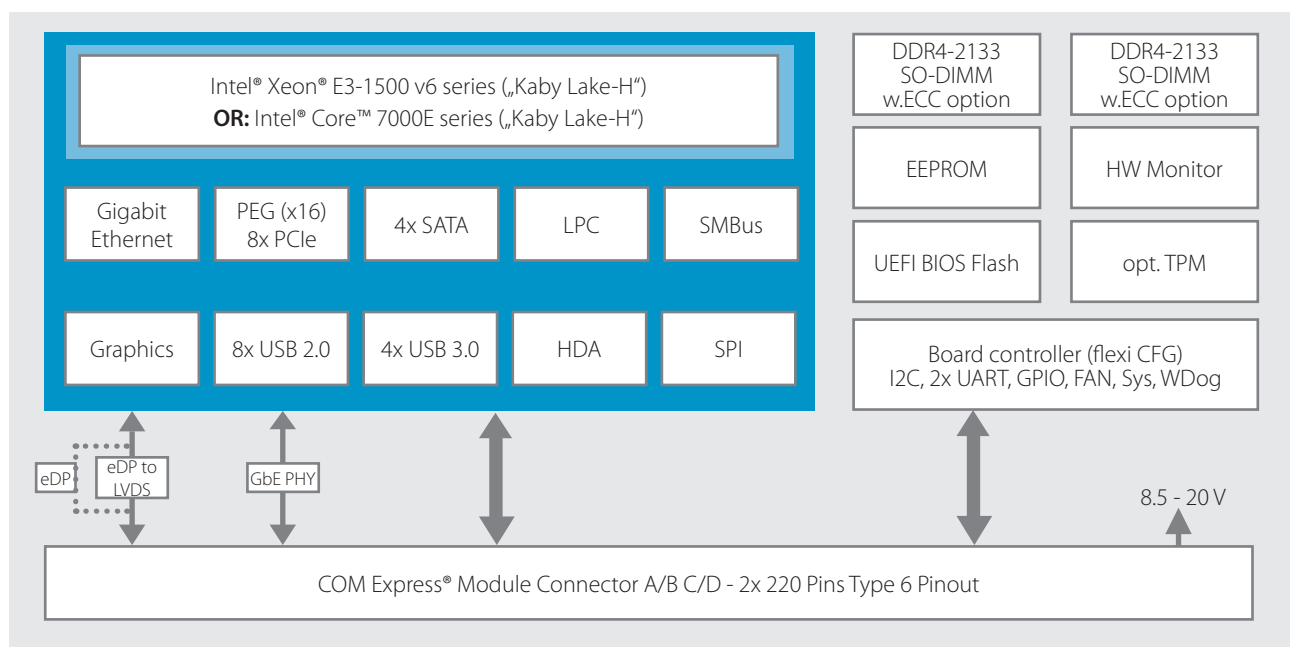 Intel® Xeon® E3-1500 v6 series („Kaby Lake-H“)
OR: Intel® Core™ 7000E series („Kaby Lake-H“)
DDR4-2133
SO-DIMM
w.ECC option
DDR4-2133
SO-DIMM
w.ECC option
EEPROM
HW Monitor
Gigabit
Ethernet
PEG (x16)
8x PCIe
4x SATA
LPC
SMBus
UEFI BIOS Flash
opt. TPM
Graphics
8x USB 2.0
4x USB 3.0
HDA
SPI
Board controller (flexi CFG)
I2C, 2x UART, GPIO, FAN, Sys, WDog
eDP
eDP to
LVDS
GbE PHY
8.5 - 20 V
COM Express® Module Connector A/B C/D - 2x 220 Pins Type 6 Pinout